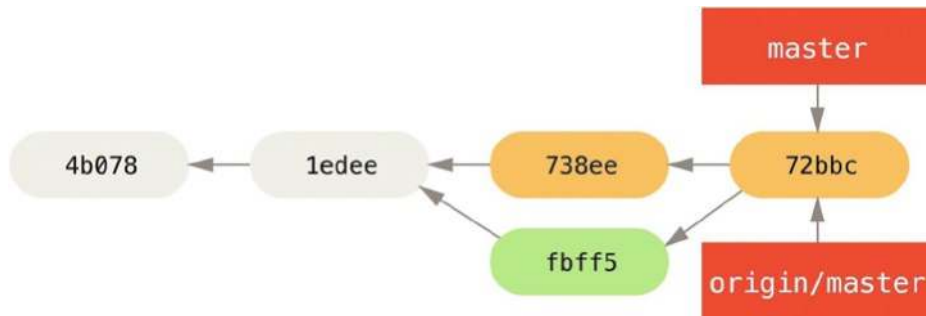 master
4b078
1edee
738ee
72bbc
fbff5
origin/master